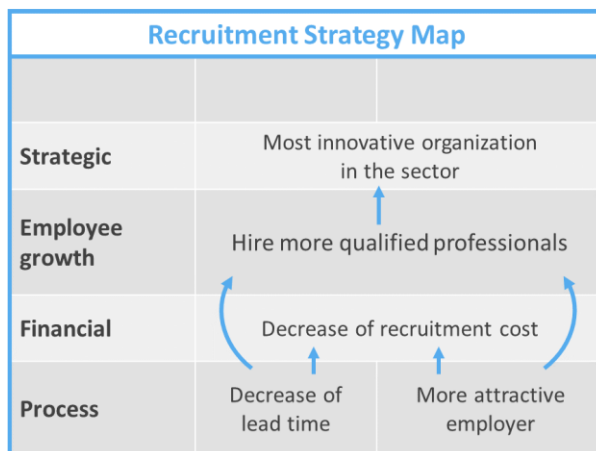 Recruitment Strategy Map
Strategic
Most innovative organization
in the sector
Employee
growth
Hire more qualified professionals
Financial
Decrease of recruitment cost
Process
Decrease of
lead time
More attractive
employer